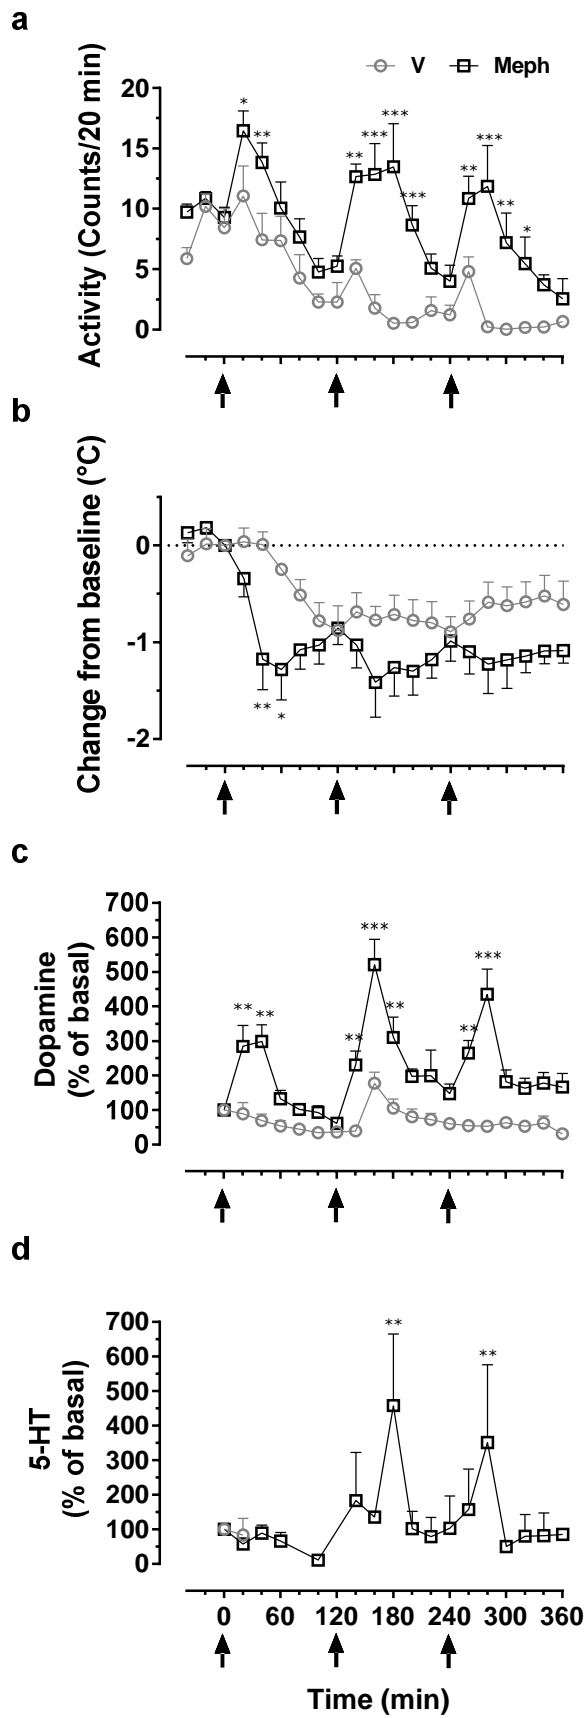 a
V Meph
Activity (Counts/20 min)
20
15
10
5
0
* ** ** *** *** *** ** *** ** *
b
Change from baseline (°C)
0
-1
-2
** *
c
Dopamine
(% of basal)
700
600
500
400
300
200
100
0
** ** ** *** ** ** ***
d
5-HT
(% of basal)
700
600
500
400
300
200
100
0
** **
0 60 120 180 240 300 360
Time (min)